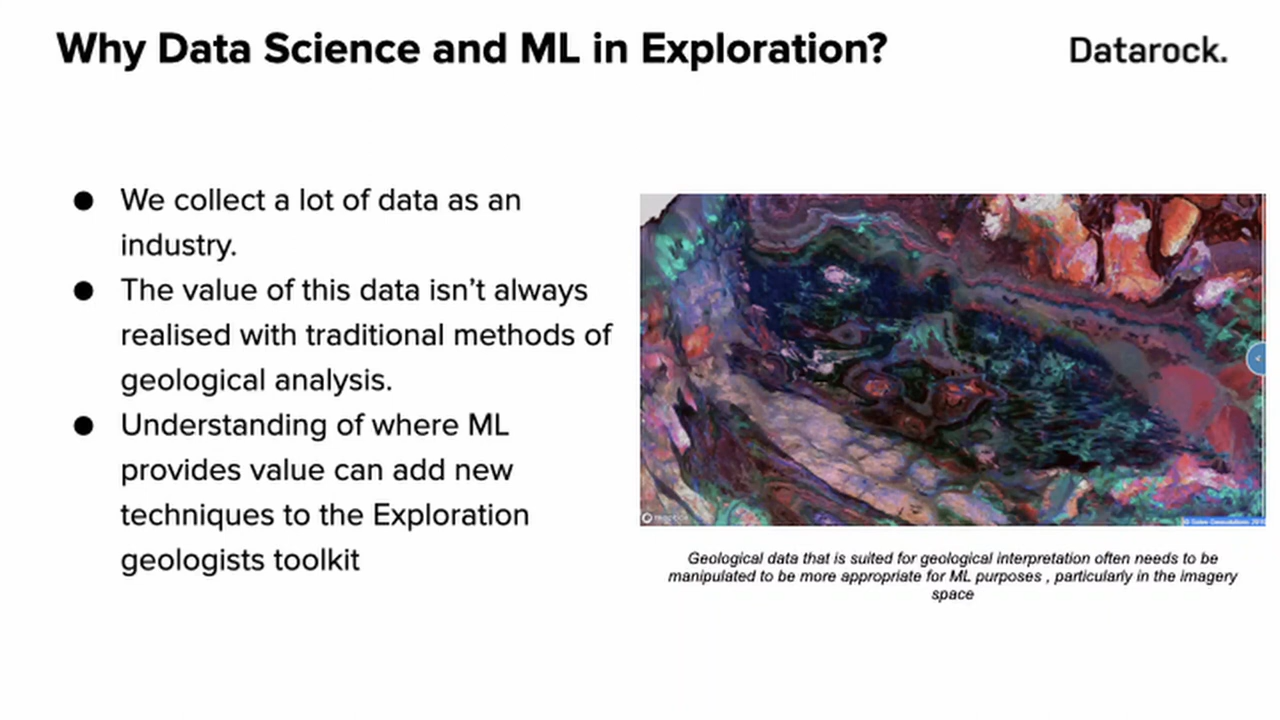 Why Data Science and ML in Exploration?
Datarock.
● We collect a lot of data as an
industry.
● The value of this data isn't always
realised with traditional methods of
geological analysis.
● Understanding of where ML
provides value can add new
techniques to the Exploration
geologists toolkit
Geological data that is suited for geological interpretation often needs to be
manipulated to be more appropriate for ML purposes , particularly in the imagery
space